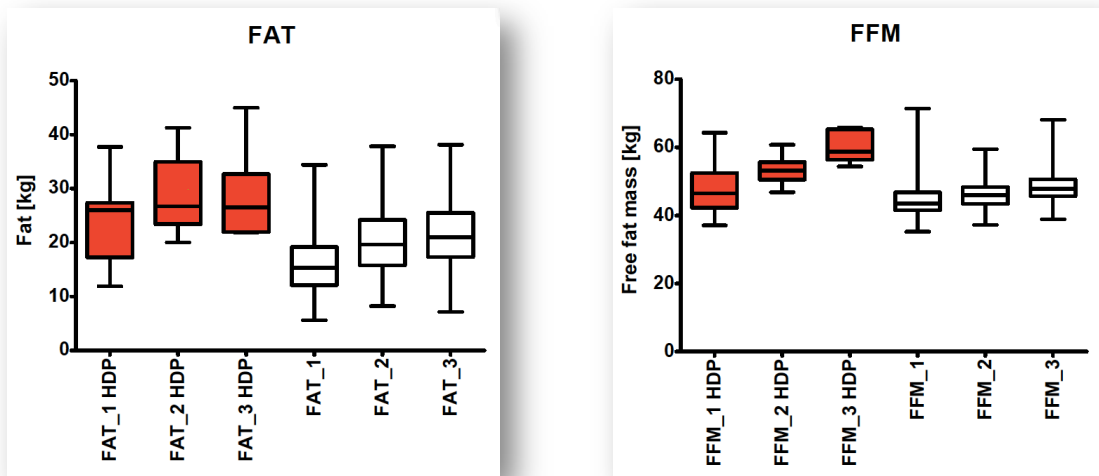 FAT
Fat [kg]
50
40
30
20
10
0
FAT_1 HDP
FAT_2 HDP
FAT_3 HDP
FAT_1
FAT_2
FAT_3
FFM
Free fat mass [kg]
80
60
40
20
0
FFM_1 HDP
FFM_2 HDP
FFM_3 HDP
FFM_1
FFM_2
FFM_3